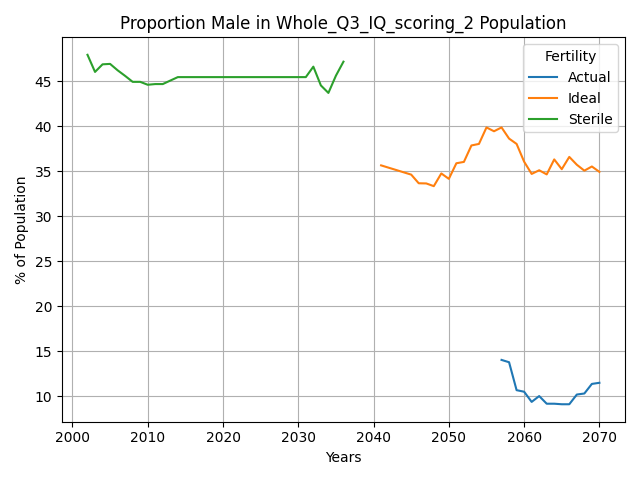 Proportion Male in Whole_Q3_IQ_scoring_2 Population
Fertility
Actual
Ideal
Sterile
% of Population
45
40
35
30
25
20
15
10
2000 2010 2020 2030 2040 2050 2060 2070
Years